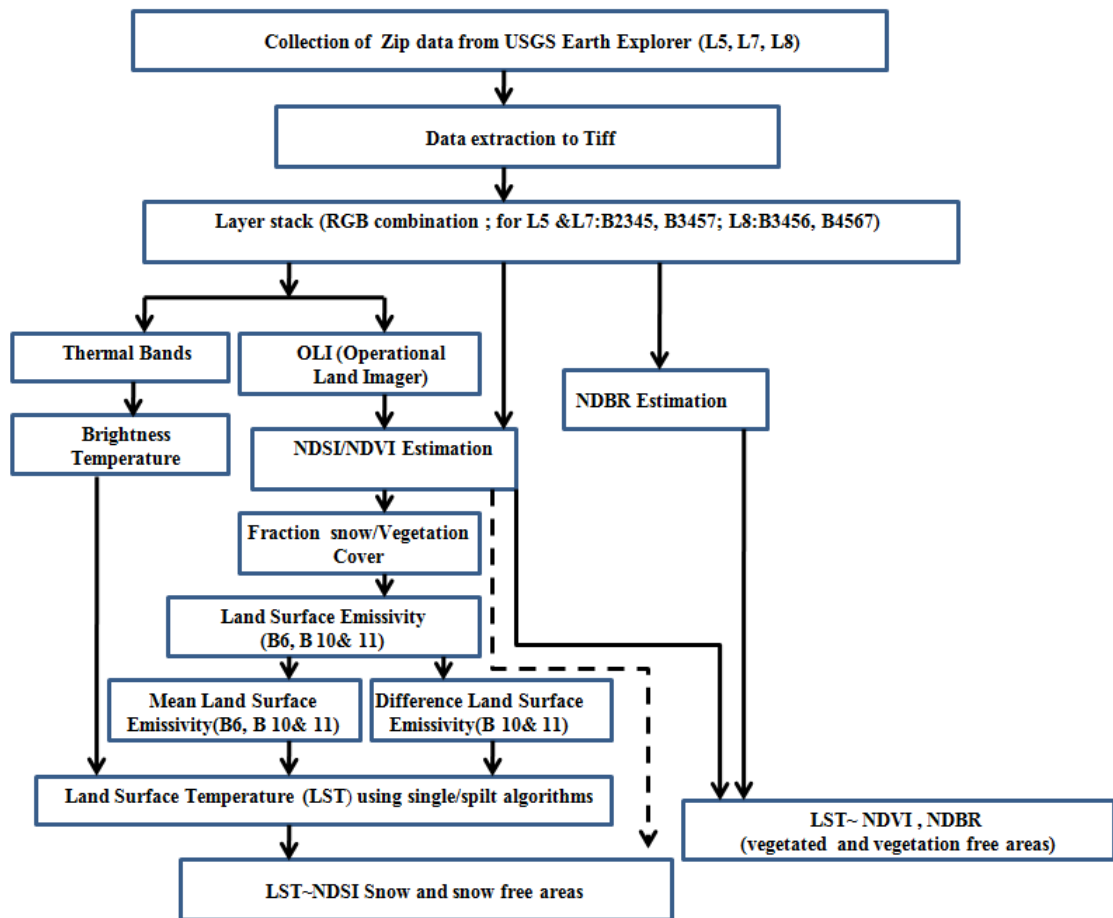 Collection of Zip data from USGS Earth Explorer (L5, L7, L8)
Data extraction to Tiff
Layer stack (RGB combination ; for L5 &L7:B2345, B3457; L8:B3456, B4567)
Thermal Bands
OLI (Operational
Land Imager)
NDBR Estimation
Brightness
Temperature
NDSI/NDVI Estimation
Fraction snow/Vegetation
Cover
Land Surface Emissivity
(B6, B 10& 11)
Mean Land Surface
Emissivity(B6, B 10& 11)
Difference Land Surface
Emissivity(B 10& 11)
Land Surface Temperature (LST) using single/spilt algorithms
LST~ NDVI , NDBR
(vegetated and vegetation free areas)
LST~NDSI Snow and snow free areas